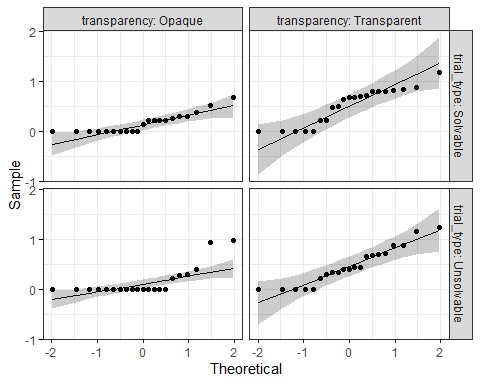 transparency: Opaque
transparency: Transparent
2
1
0
-1
trial_type: Solvable
Sample
2
1
0
-1
trial_type: Unsolvable
-2 -1 0 1 2
-2 -1 0 1 2
Theoretical